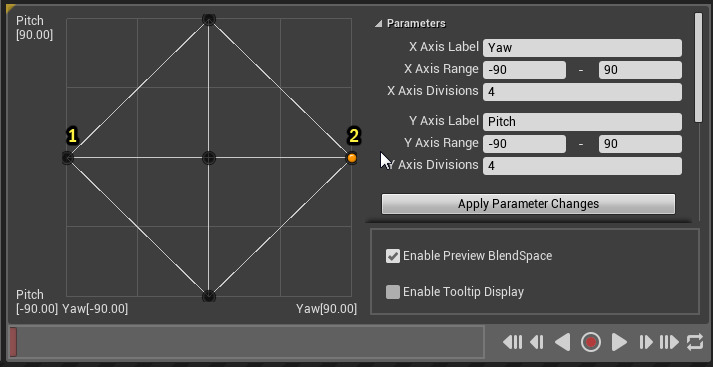 Pitch
[90.00]
1
2
Pitch
[-90.00] Yaw[-90.00]
Yaw[90.00]
Parameters
X Axis Label Yaw
X Axis Range -90 - 90
X Axis Divisions 4
Y Axis Label Pitch
Y Axis Range -90 - 90
Y Axis Divisions 4
Apply Parameter Changes
Enable Preview BlendSpace
Enable Tooltip Display